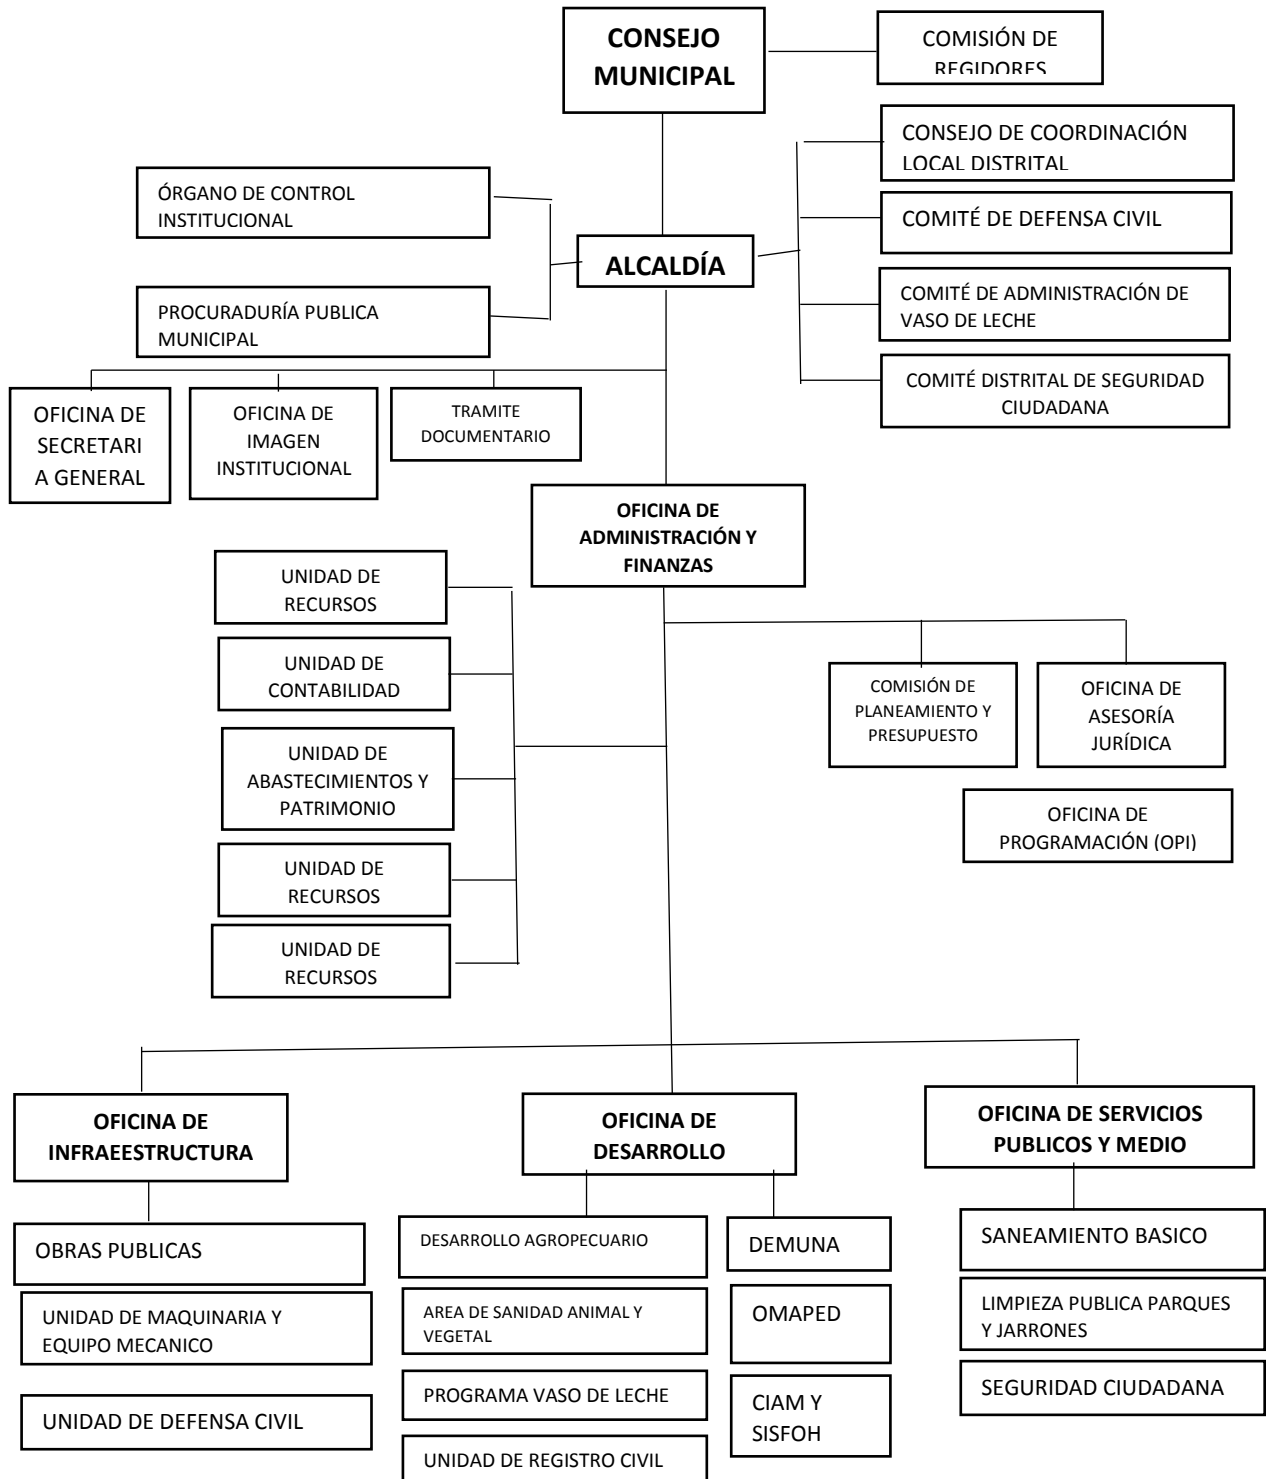 CONSEJO
MUNICIPAL
COMISIÓN DE
REGIDORES
CONSEJO DE COORDINACIÓN
LOCAL DISTRITAL
ÓRGANO DE CONTROL
INSTITUCIONAL
COMITÉ DE DEFENSA CIVIL
ALCALDÍA
COMITÉ DE ADMINISTRACIÓN DE
VASO DE LECHE
PROCURADURÍA PUBLICA
MUNICIPAL
COMITÉ DISTRITAL DE SEGURIDAD
CIUDADANA
OFICINA DE
SECRETARI
A GENERAL
OFICINA DE
IMAGEN
INSTITUCIONAL
TRAMITE
DOCUMENTARIO
OFICINA DE
ADMINISTRACIÓN Y
FINANZAS
UNIDAD DE
RECURSOS
UNIDAD DE
CONTABILIDAD
UNIDAD DE
ABASTECIMIENTOS Y
PATRIMONIO
UNIDAD DE
RECURSOS
UNIDAD DE
RECURSOS
COMISIÓN DE
PLANEAMIENTO Y
PRESUPUESTO
OFICINA DE
ASESORÍA
JURÍDICA
OFICINA DE
PROGRAMACIÓN (OPI)
OFICINA DE
INFRAEESTRUCTURA
OFICINA DE
DESARROLLO
OFICINA DE SERVICIOS
PUBLICOS Y MEDIO
OBRAS PUBLICAS
UNIDAD DE MAQUINARIA Y
EQUIPO MECANICO
UNIDAD DE DEFENSA CIVIL
DESARROLLO AGROPECUARIO
AREA DE SANIDAD ANIMAL Y
VEGETAL
PROGRAMA VASO DE LECHE
UNIDAD DE REGISTRO CIVIL
DEMUNA
OMAPED
CIAM Y
SISFOH
SANEAMIENTO BASICO
LIMPIEZA PUBLICA PARQUES
Y JARRONES
SEGURIDAD CIUDADANA